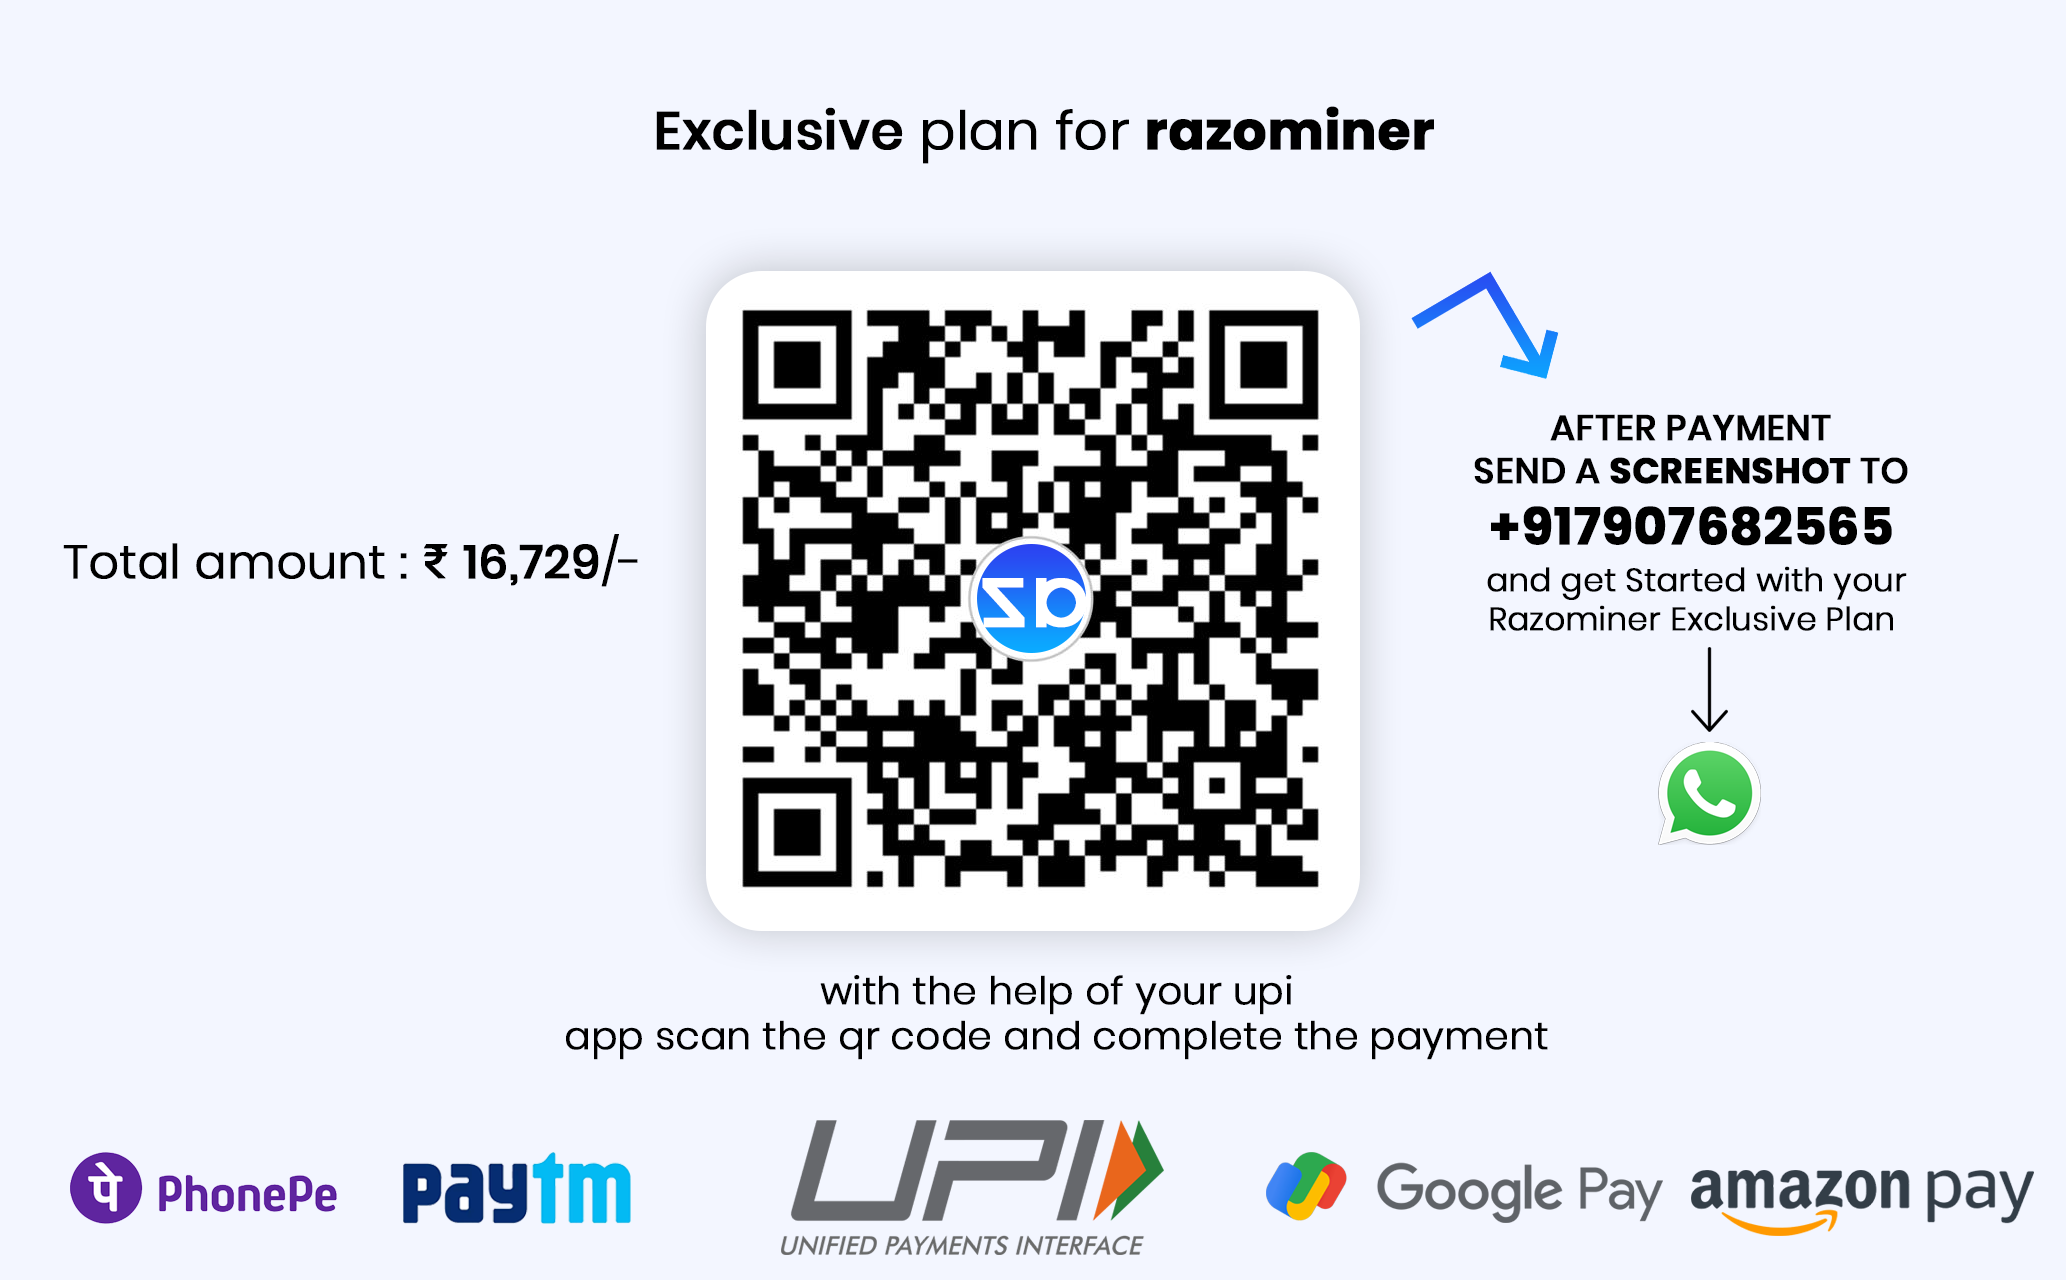 Exclusive plan for razominer
Total amount : ₹ 16,729/-
AFTER PAYMENT
SEND A SCREENSHOT TO
+917907682565
and get Started with your
Razominer Exclusive Plan
with the help of your upi
app scan the qr code and complete the payment
पे PhonePe
paytm
UPI
UNIFIED PAYMENTS INTERFACE
Google Pay
amazon pay